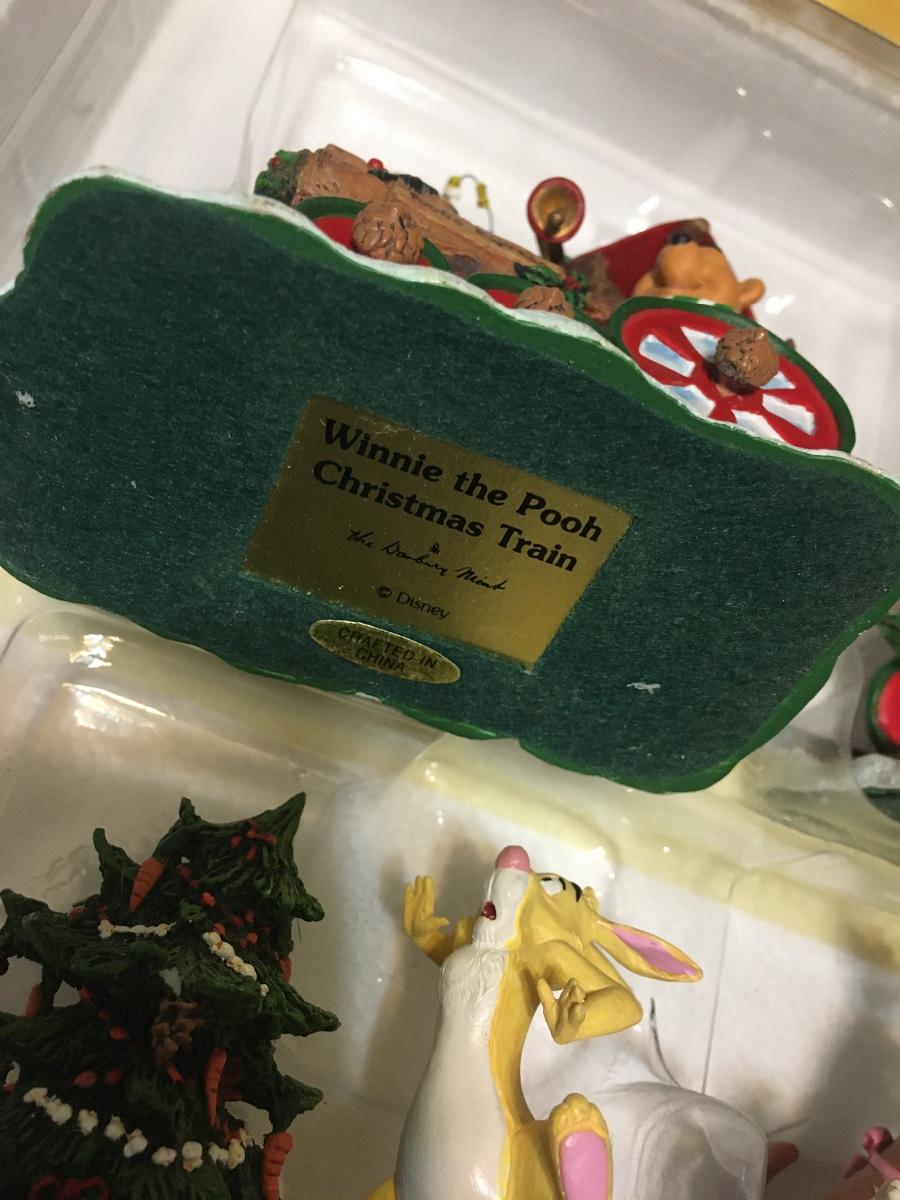 Winnie the Pooh
Christmas Train
the Danbury Mint
© Disney
CRAFTED IN
CHINA